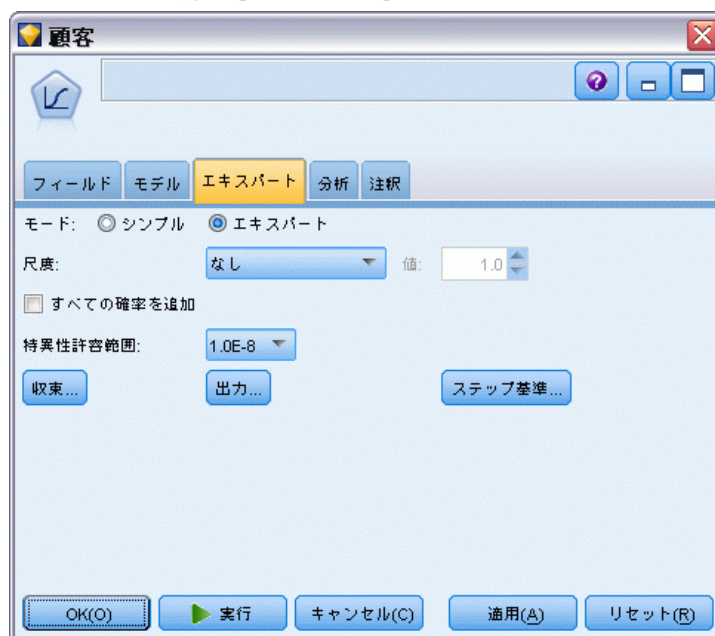 顧客
フィールド モデル エキスパート 分析 注釈
モード: シンプル エキスパート
尺度: なし 値: 1.0
すべての確率を追加
特異性許容範囲: 1.0E-8
収束... 出力... ステップ基準...
OK(O) 実行 キャンセル(C) 適用(A) リセット(R)